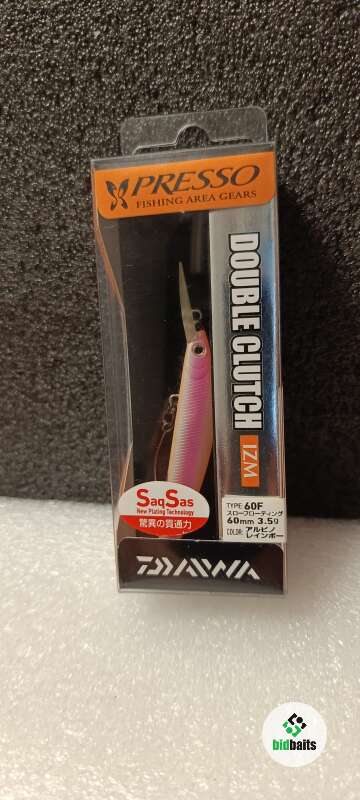 PRESSO
FISHING AREA GEARS
DOUBLE CLUTCH IZM
SaqSas
New Plating Technology
驚異の貫通力
TYPE 60F
スローフローティング
60mm 3.5g
COLOR: アルビノ
レインボー
DAIWA
bidbaits